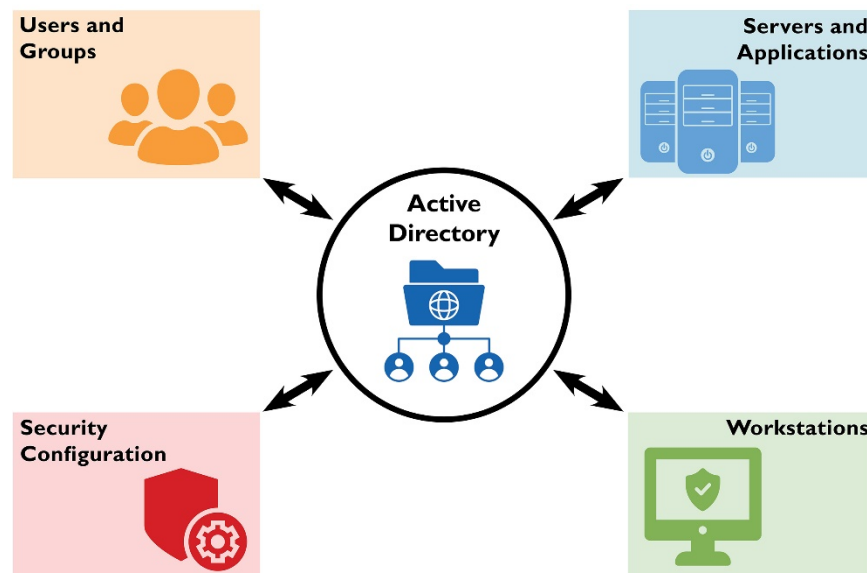 Users and
Groups
Servers and
Applications
Active
Directory
Security
Configuration
Workstations